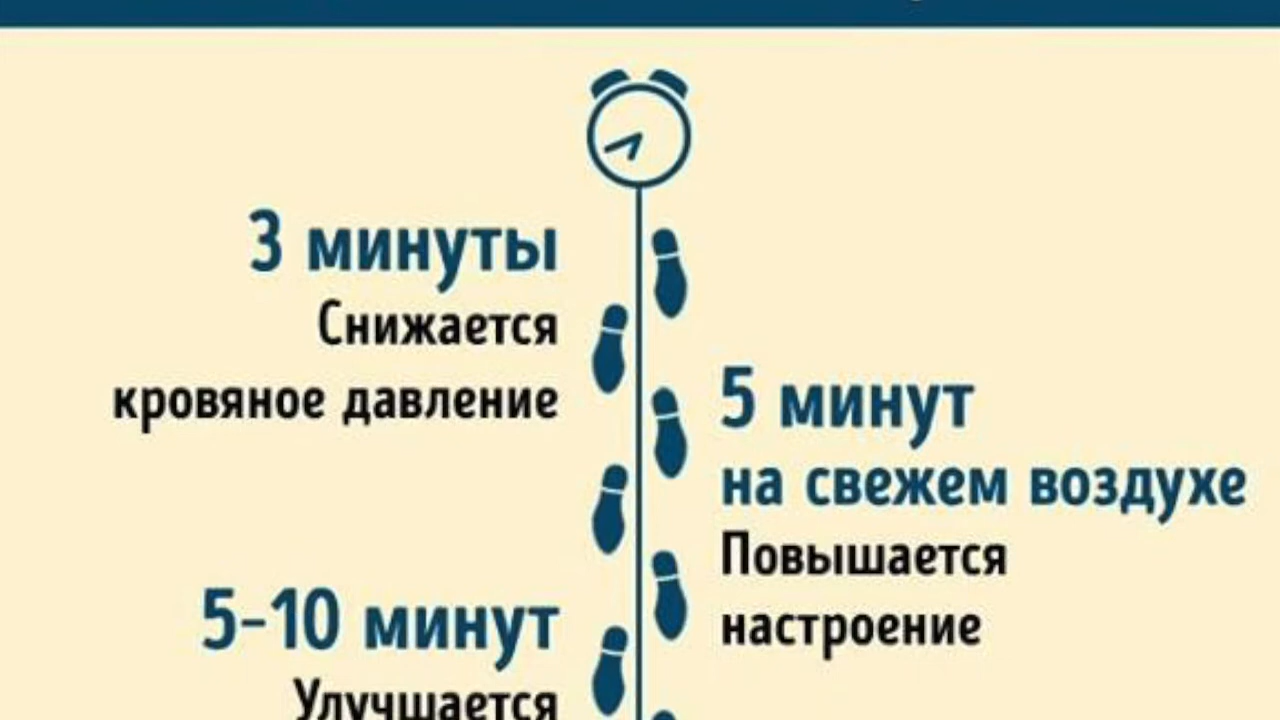 3 минуты
Снижается
кровяное давление
5 минут
на свежем воздухе
Повышается
настроение
5-10 минут
Улучшается